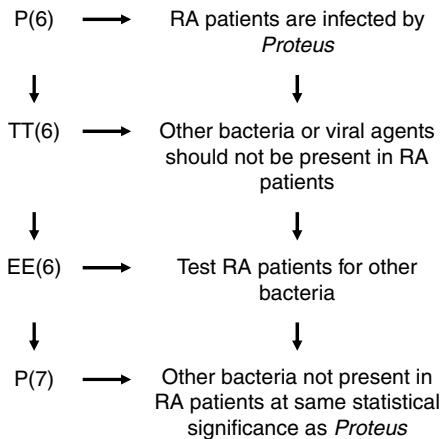 P(6) RA patients are infected by
Proteus
TT(6) Other bacteria or viral agents
should not be present in RA
patients
EE(6) Test RA patients for other
bacteria
P(7) Other bacteria not present in
RA patients at same statistical
significance as Proteus